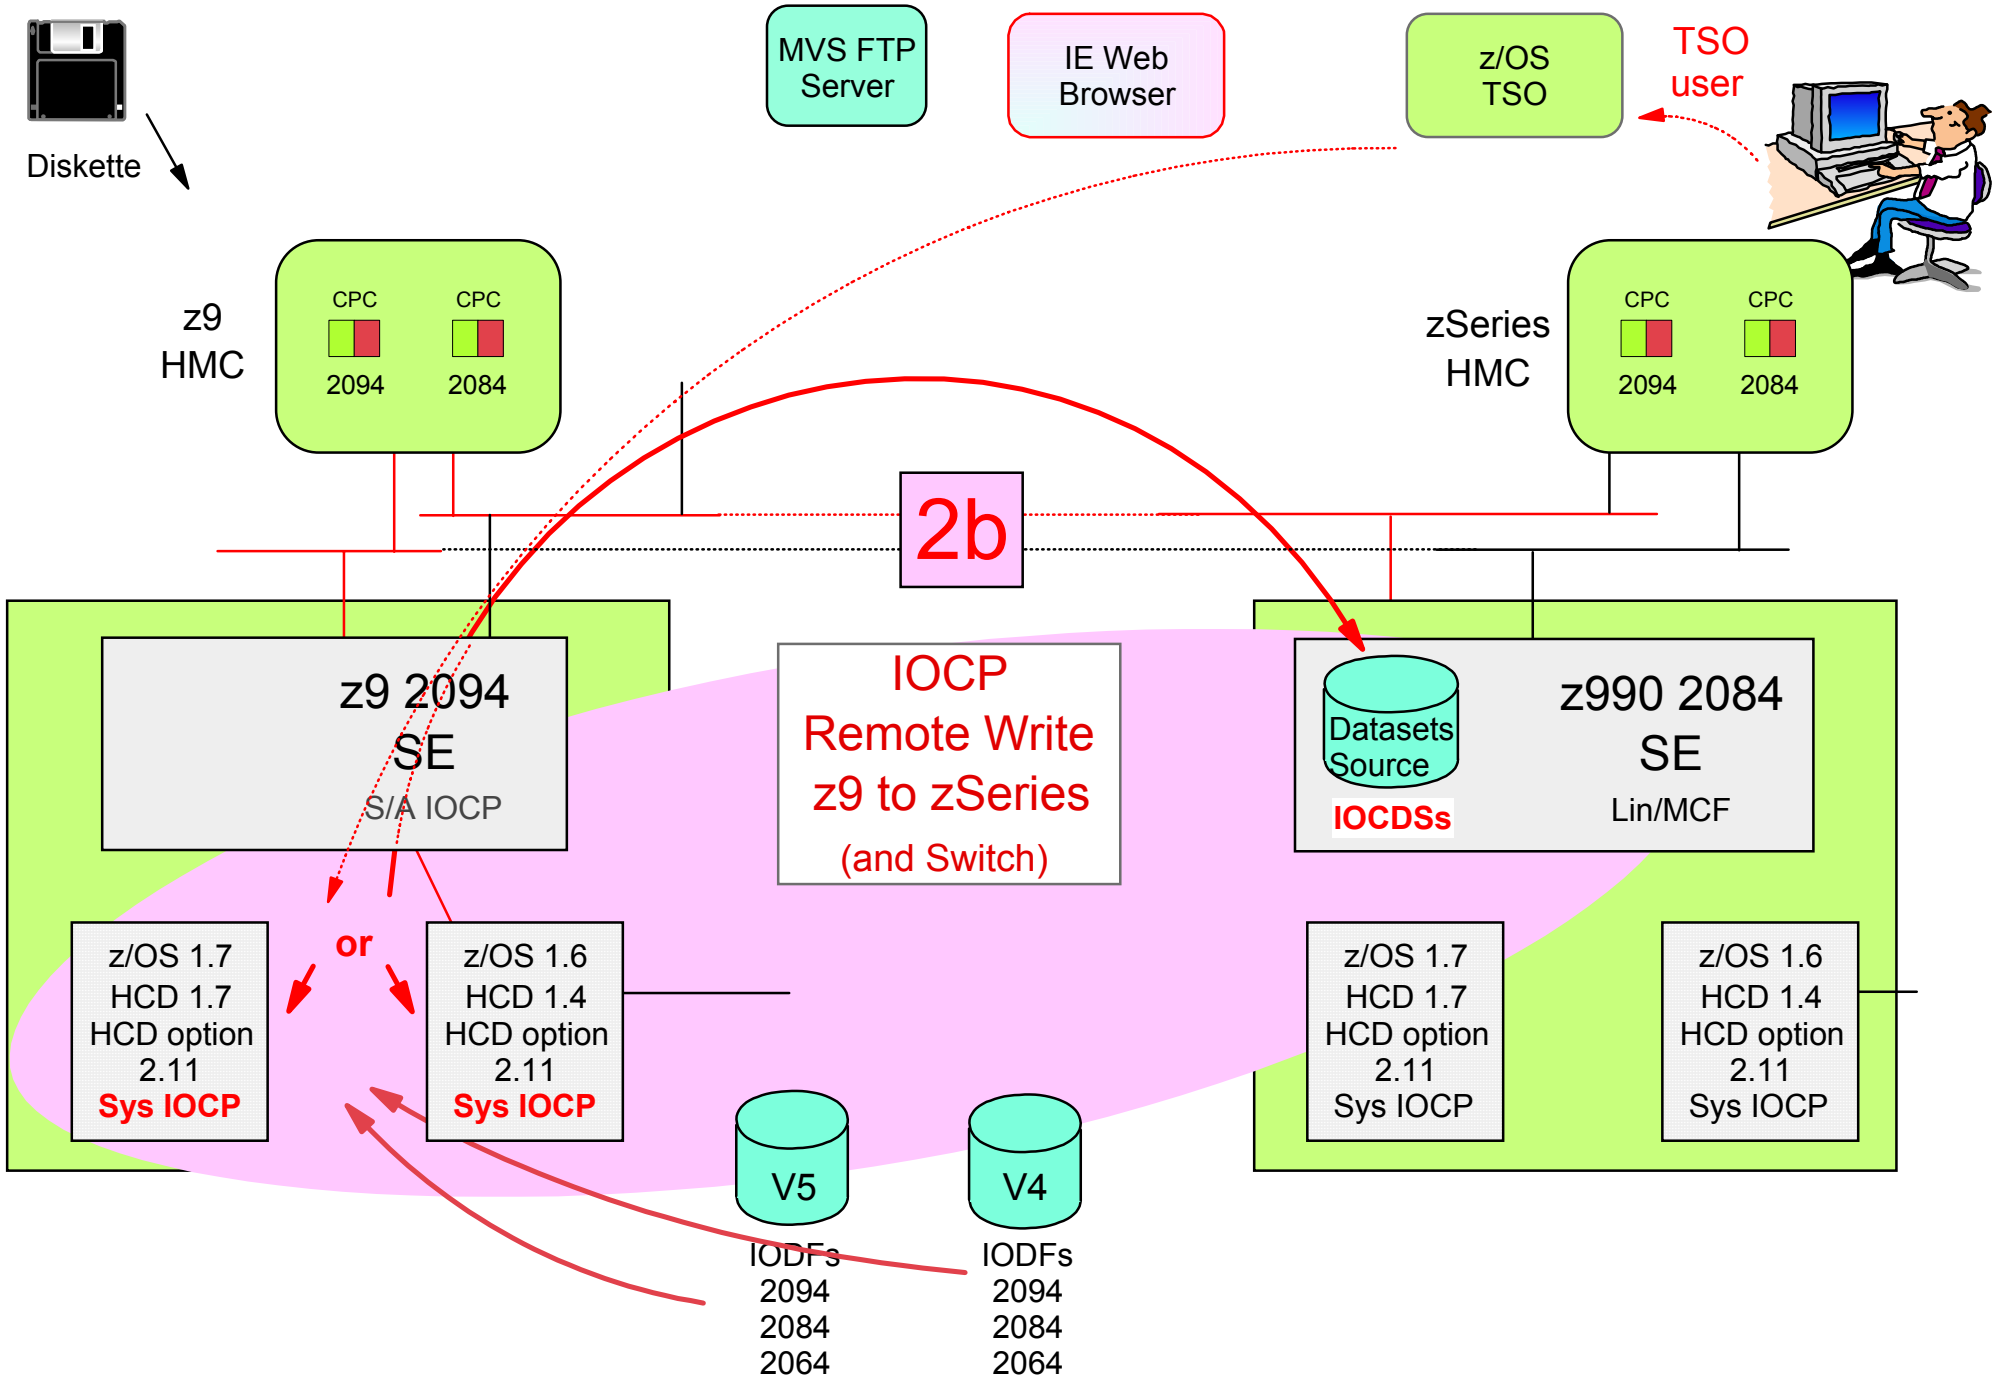 MVS FTP
Server
IE Web
Browser
z/OS
TSO
TSO
user
Diskette
z9
HMC
CPC
CPC
2094
2084
zSeries
HMC
CPC
CPC
2094
2084
2b
z9 2094
SE
S/A IOCP
IOCP
Remote Write
z9 to zSeries
(and Switch)
Datasets
Source
IOCDSs
z990 2084
SE
Lin/MCF
or
z/OS 1.7
HCD 1.7
HCD option
2.11
Sys IOCP
z/OS 1.6
HCD 1.4
HCD option
2.11
Sys IOCP
z/OS 1.7
HCD 1.7
HCD option
2.11
Sys IOCP
z/OS 1.6
HCD 1.4
HCD option
2.11
Sys IOCP
V5
IODFs
2094
2084
2064
V4
IODFs
2094
2084
2064